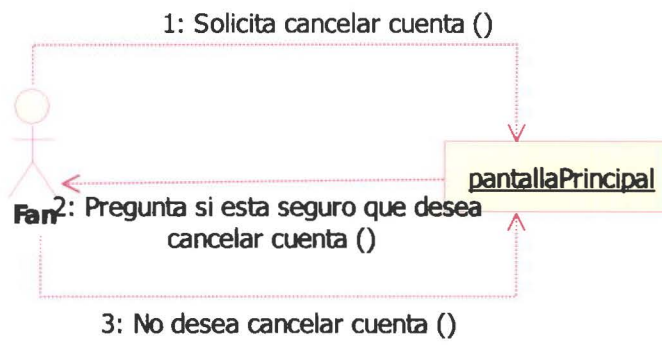 1: Solicita cancelar cuenta ()
pantallaPrincipal
Fan
2: Pregunta si esta seguro que desea
cancelar cuenta ()
3: No desea cancelar cuenta ()